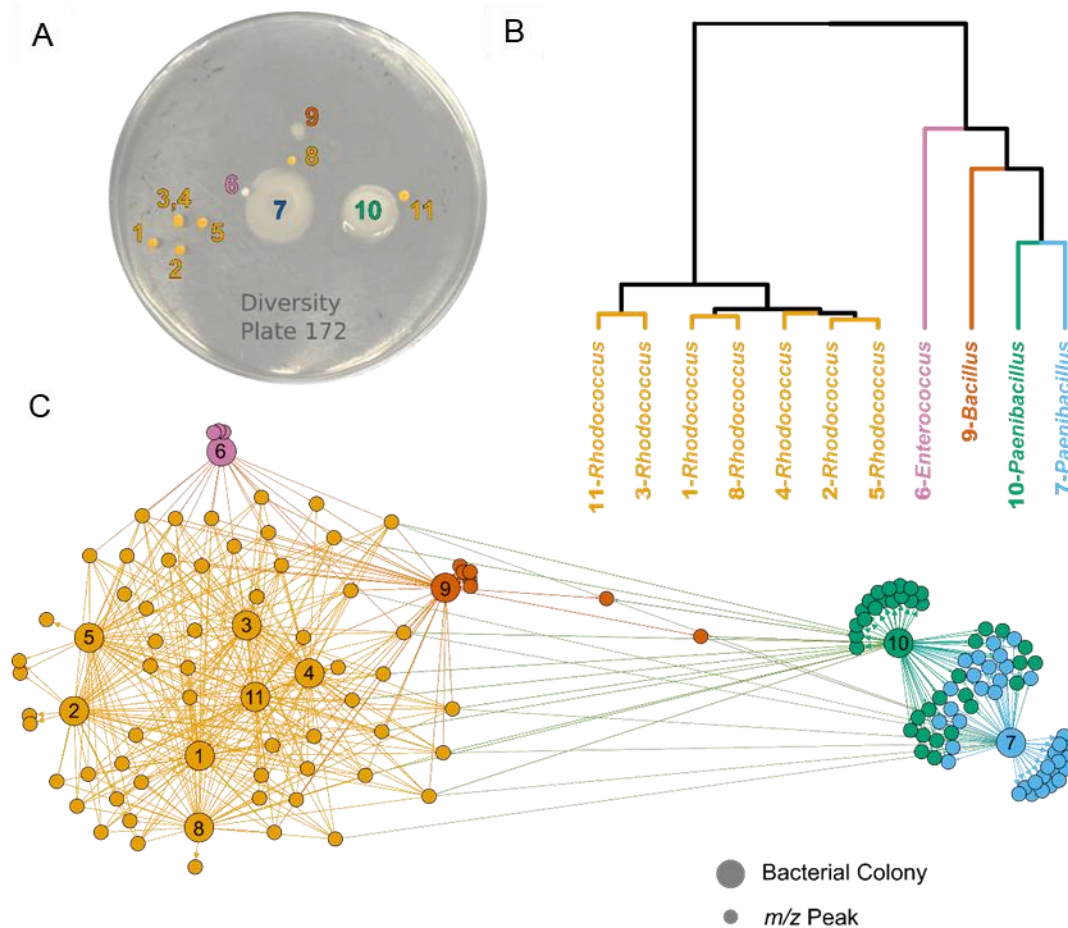 A
9
8
6
3,4
7
10
11
1
5
2
Diversity
Plate 172
B
11-Rhodococcus
3-Rhodococcus
1-Rhodococcus
8-Rhodococcus
4-Rhodococcus
2-Rhodococcus
5-Rhodococcus
6-Enterococcus
9-Bacillus
10-Paenibacillus
7-Paenibacillus
C
6
9
3
5
10
4
11
2
7
1
8
Bacterial Colony
m/z Peak